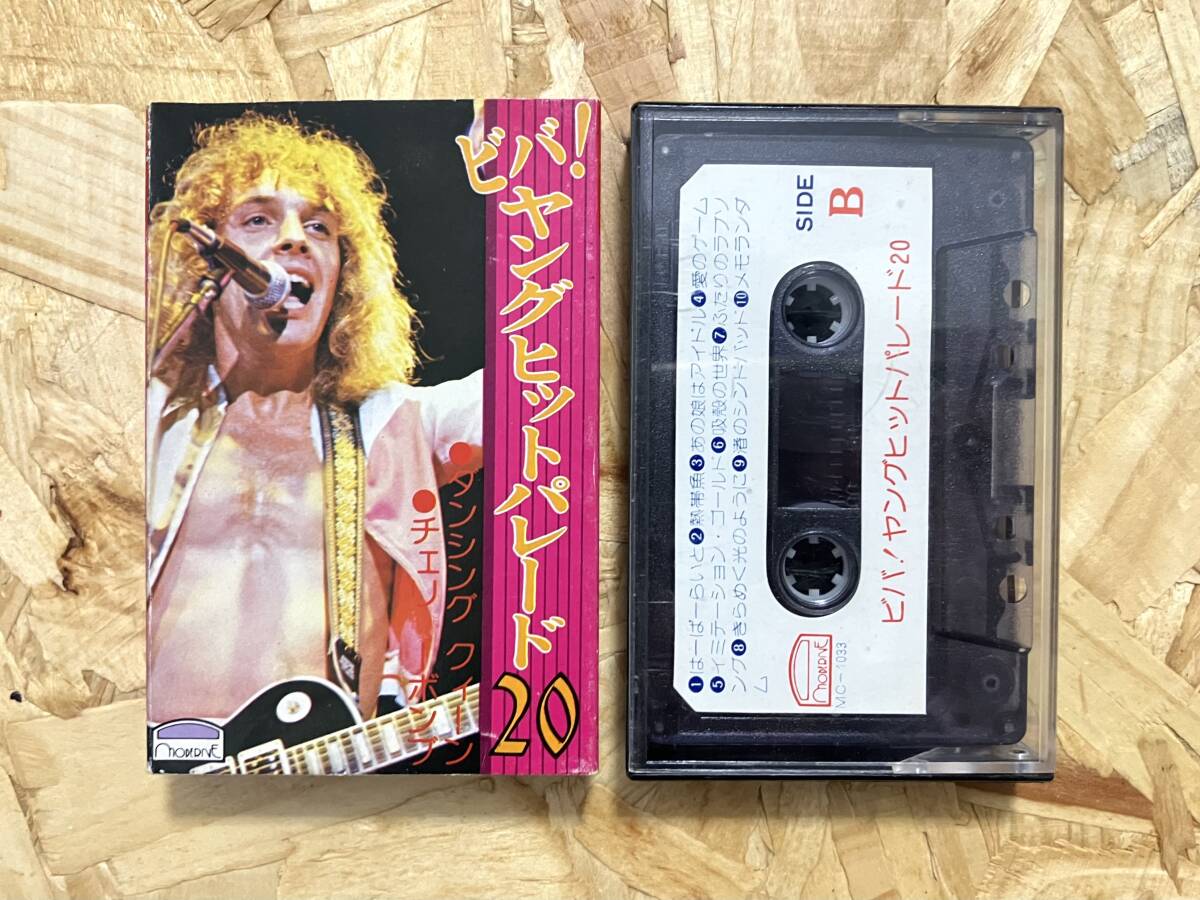 ビバ!ヤングヒットパレード20
●ダンシング クィーン
●チェリー ボンブ
MODERNE
SIDE
B
❶はーばーらいと❷熱帯魚❸あの娘はアイドル❹愛のゲーム
❺イミテーション・ゴールド❻吸殻の世界❼ふたりのラブソ
ング❽きらめく光のように❾渚のシンドバッド❿メモランダ
ム
MODERNE
MC-1033
ビバ!ヤングヒットパレード20